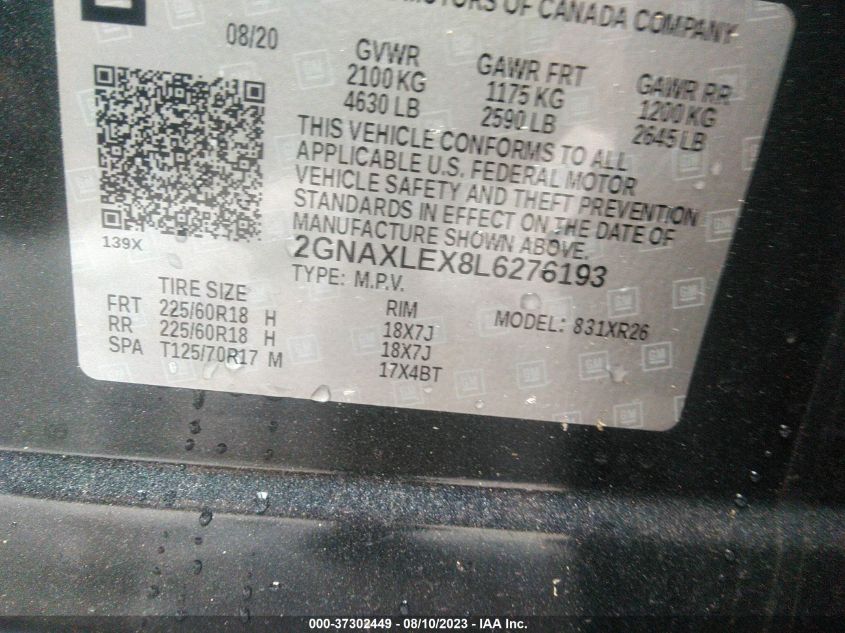 MOTORS OF CANADA COMPANY
08/20
GVWR GAWR FRT GAWR RR
2100 KG 1175 KG 1200 KG
4630 LB 2590 LB 2645 LB
THIS VEHICLE CONFORMS TO ALL
APPLICABLE U.S. FEDERAL MOTOR
VEHICLE SAFETY AND THEFT PREVENTION
STANDARDS IN EFFECT ON THE DATE OF
MANUFACTURE SHOWN ABOVE.
139X
2GNAXLEX8L6276193
TYPE: M.P.V.
TIRE SIZE RIM MODEL: 831XR26
FRT 225/60R18 H 18X7J
RR 225/60R18 H 18X7J
SPA T125/70R17 M 17X4BT
000-37302449 - 08/10/2023 - IAA Inc.